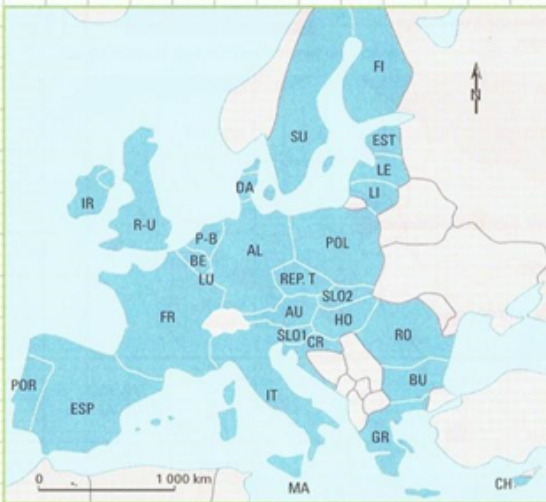 FI
N
SU
EST
LE
LI
DA
IR
R-U
P-B
BE
LU
AL
POL
REP. T
SLO2
AU
HO
SLO1
CR
FR
RO
BU
IT
POR
ESP
GR
0 1 000 km
MA
CH